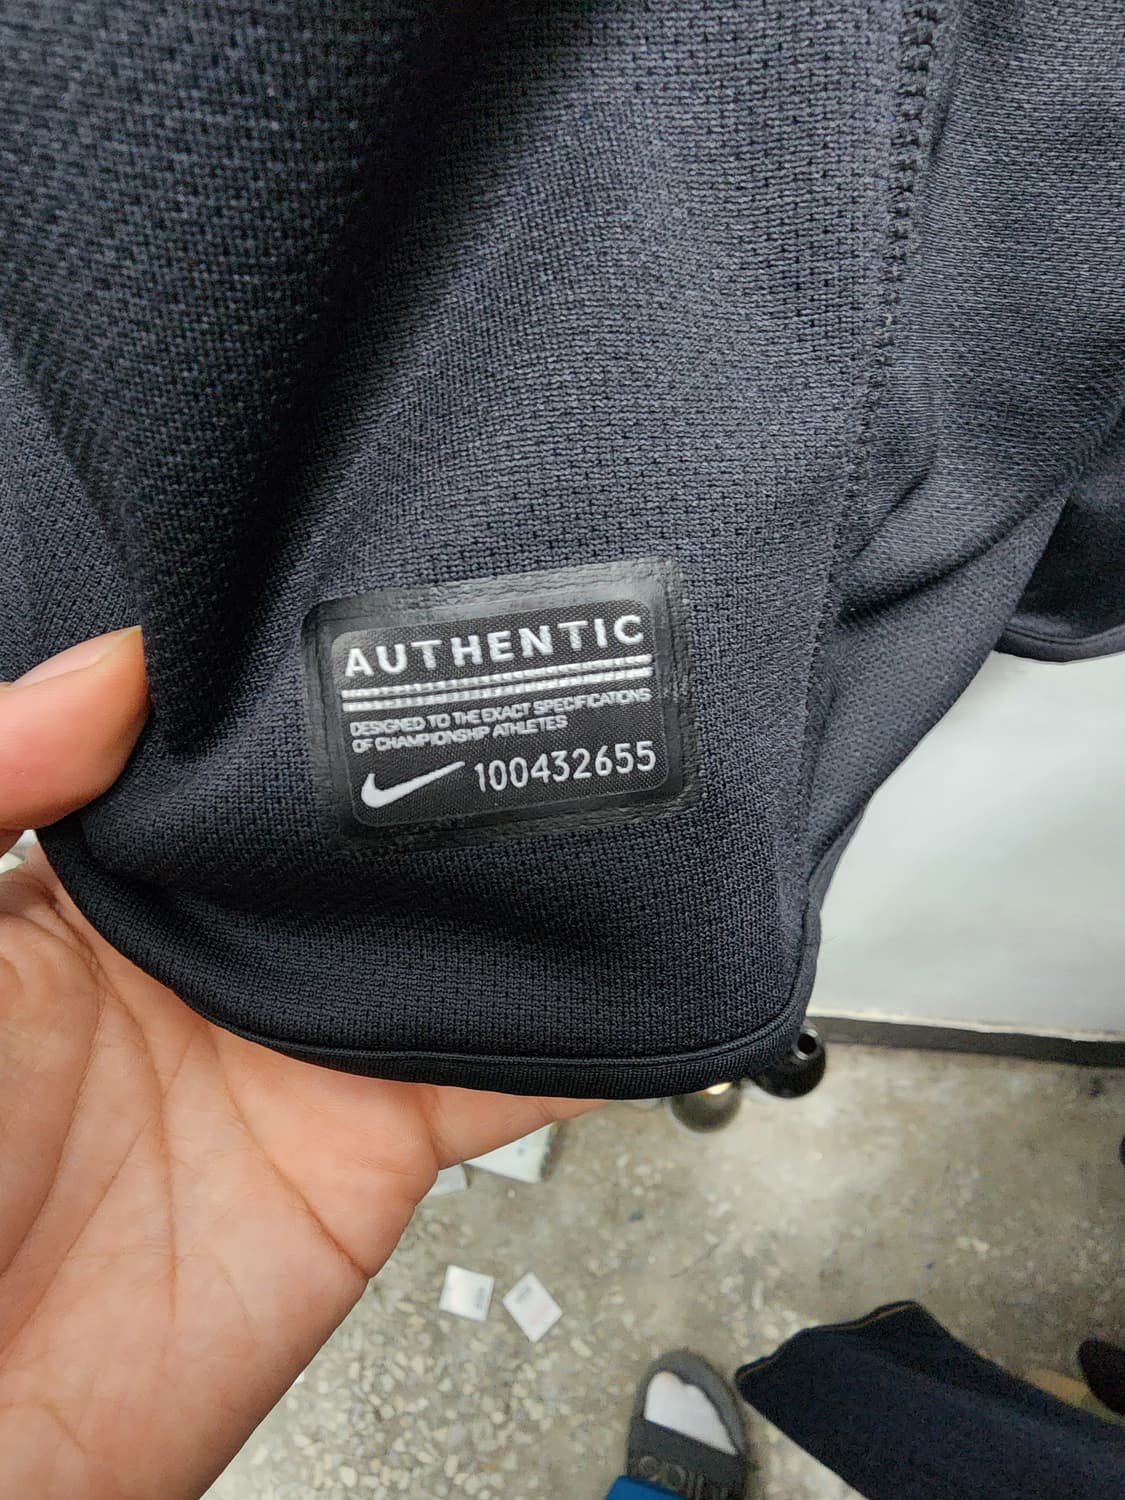 AUTHENTIC
DESIGNED TO THE EXACT SPECIFICATIONS
OF CHAMPIONSHIP ATHLETES
100432655